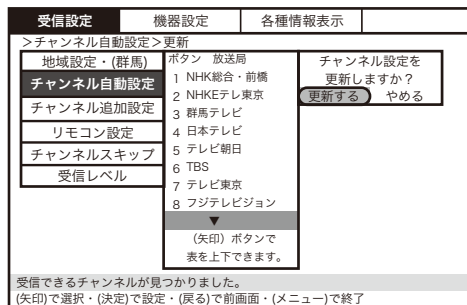 受信設定 機器設定 各種情報表示
>チャンネル自動設定>更新
地域設定・(群馬)
チャンネル自動設定
チャンネル追加設定
リモコン設定
チャンネルスキップ
受信レベル
ボタン 放送局
1 NHK総合・前橋
2 NHKEテレ東京
3 群馬テレビ
4 日本テレビ
5 テレビ朝日
6 TBS
7 テレビ東京
8 フジテレビジョン
▼
（矢印）ボタンで
表を上下できます。
チャンネル設定を
更新しますか？
更新する やめる
受信できるチャンネルが見つかりました。
(矢印)で選択・(決定)で設定・(戻る)で前画面・(メニュー)で終了